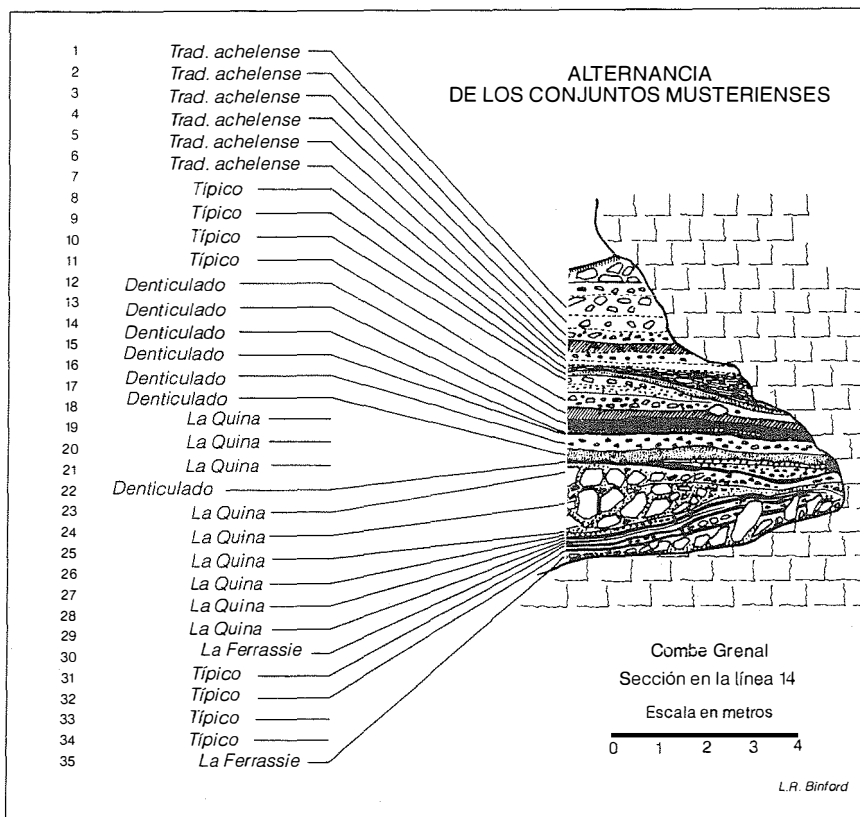 ALTERNANCIA
DE LOS CONJUNTOS MUSTERIENSES
1
2
3
4
5
6
7
8
9
10
11
12
13
14
15
16
17
18
19
20
21
22
23
24
25
26
27
28
29
30
31
32
33
34
35
Trad. achelense
Trad. achelense
Trad. achelense
Trad. achelense
Trad. achelense
Trad. achelense
Típico
Típico
Típico
Típico
Denticulado
Denticulado
Denticulado
Denticulado
Denticulado
Denticulado
La Quina
La Quina
La Quina
Denticulado
La Quina
La Quina
La Quina
La Quina
La Quina
La Quina
La Ferrassie
Típico
Típico
Típico
Típico
La Ferrassie
Combe Grenal
Sección en la línea 14
Escala en metros
0 1 2 3 4
L.R. Binford